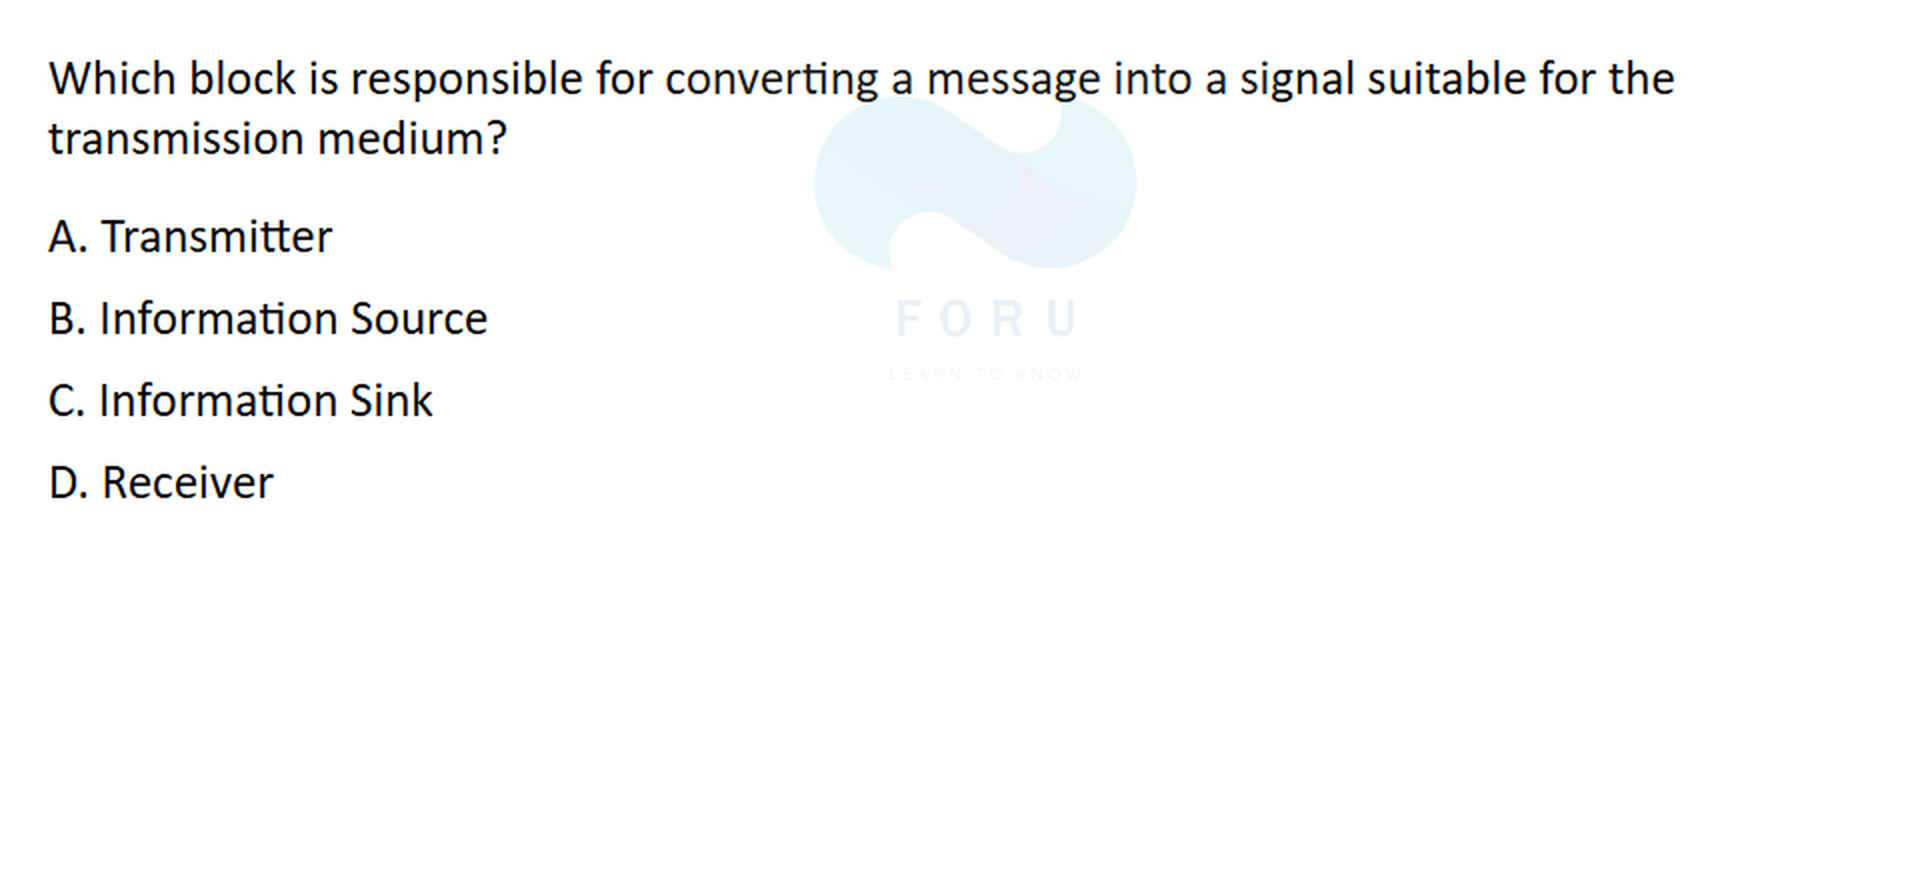 Which block is responsible for converting a message into a signal suitable for the
transmission medium?
A. Transmitter
B. Information Source
C. Information Sink
D. Receiver
FORU
LEARN TO KNOW